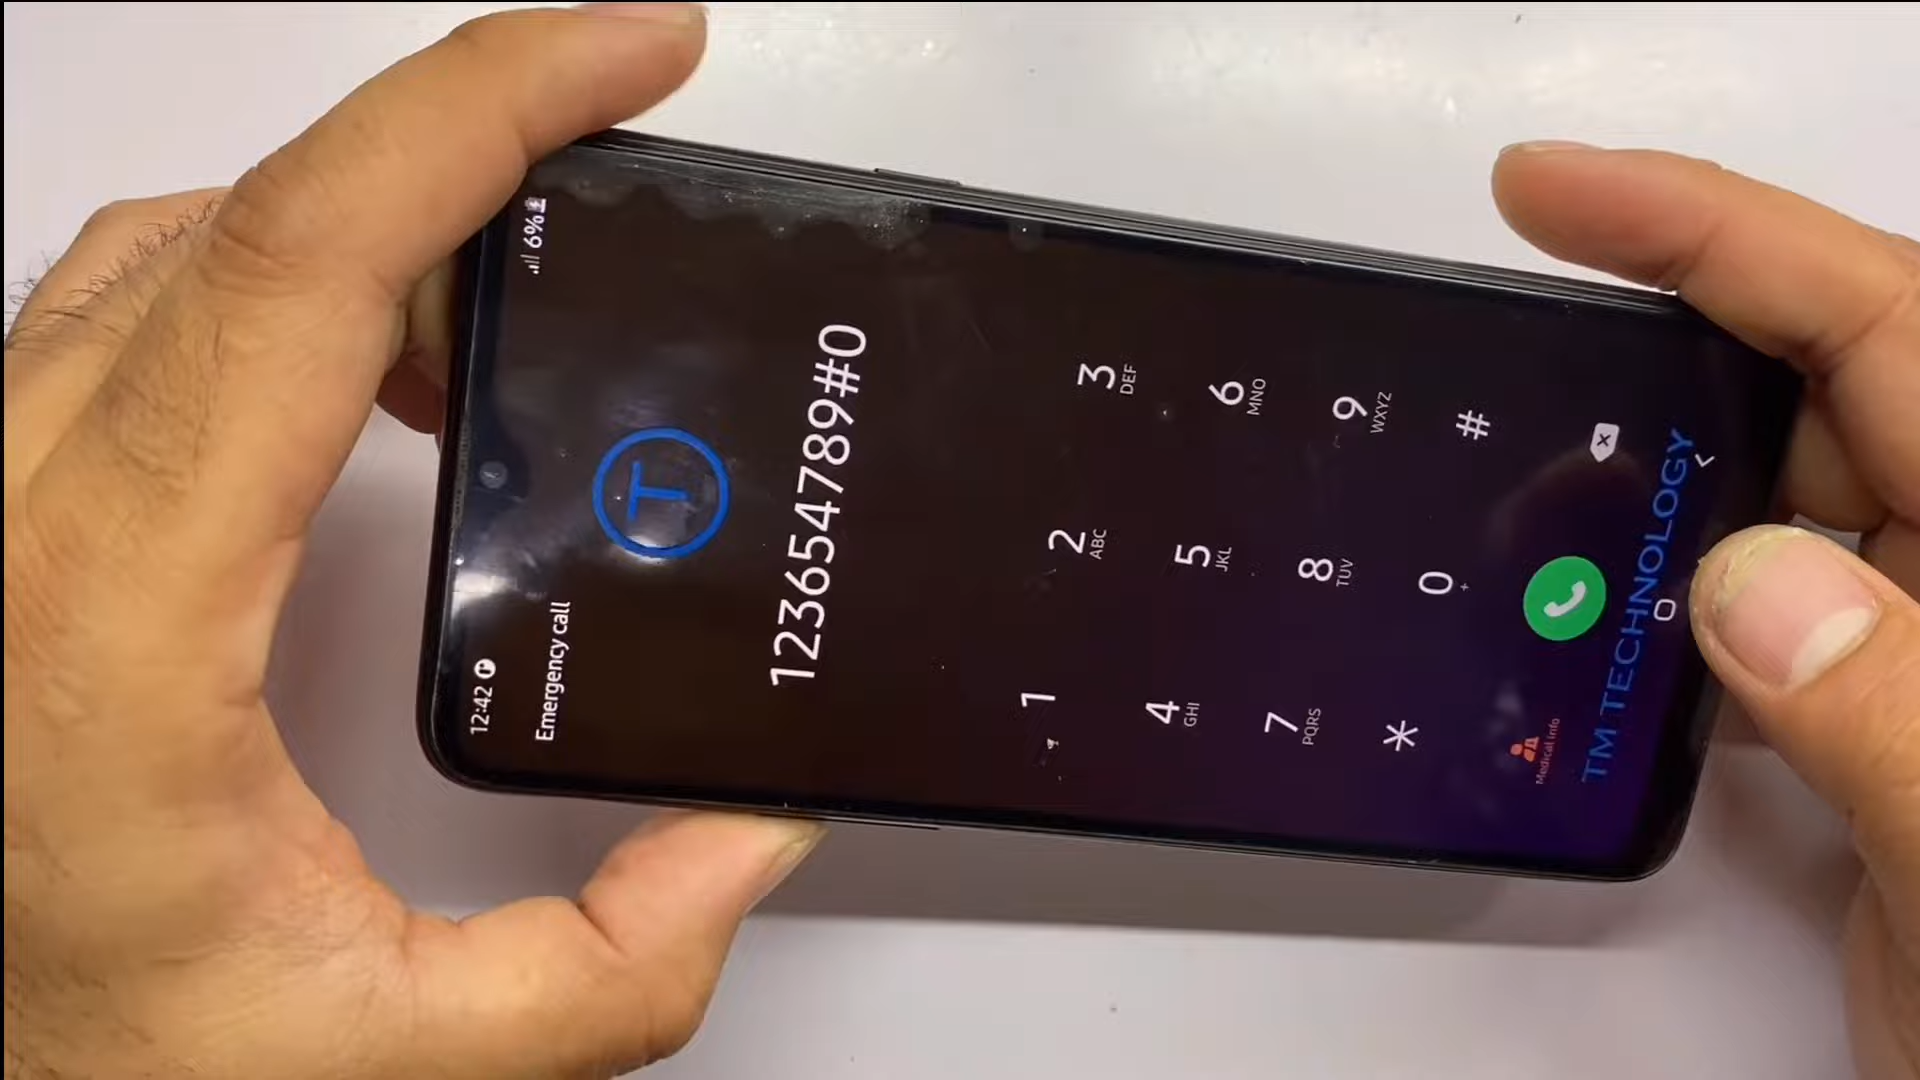 12:42
6%
Emergency call
T
123654789#0
1
2 ABC
3 DEF
4 GHI
5 JKL
6 MNO
7 PQRS
8 TUV
9 WXYZ
*
0 +
#
Medical info
TM TECHNOLOGY